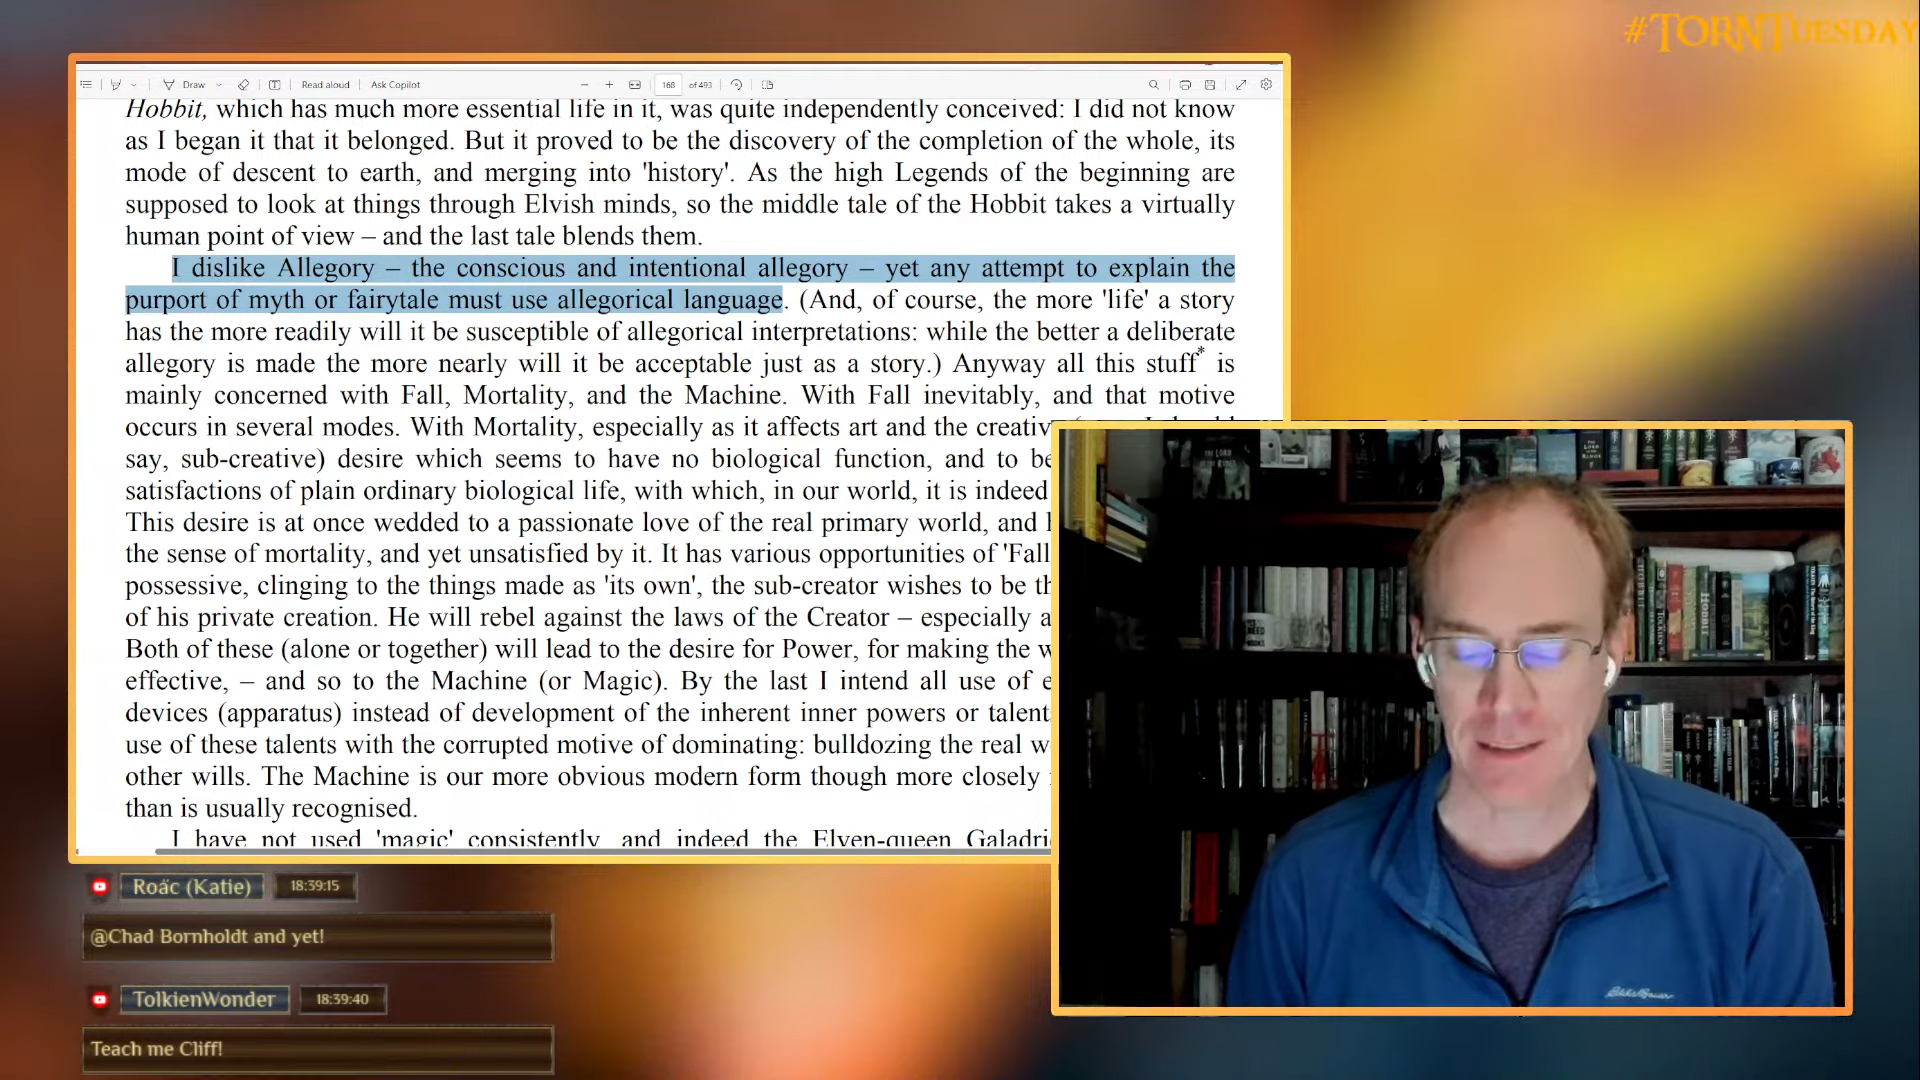 #TORNTUESDAY
Draw
Read aloud
Ask Copilot
168 of 493
Hobbit, which has much more essential life in it, was quite independently conceived: I did not know
as I began it that it belonged. But it proved to be the discovery of the completion of the whole, its
mode of descent to earth, and merging into 'history'. As the high Legends of the beginning are
supposed to look at things through Elvish minds, so the middle tale of the Hobbit takes a virtually
human point of view – and the last tale blends them.
I dislike Allegory – the conscious and intentional allegory – yet any attempt to explain the
purport of myth or fairytale must use allegorical language. (And, of course, the more 'life' a story
has the more readily will it be susceptible of allegorical interpretations: while the better a deliberate
allegory is made the more nearly will it be acceptable just as a story.) Anyway all this stuff* is
mainly concerned with Fall, Mortality, and the Machine. With Fall inevitably, and that motive
occurs in several modes. With Mortality, especially as it affects art and the creativ
say, sub-creative) desire which seems to have no biological function, and to be
satisfactions of plain ordinary biological life, with which, in our world, it is indeed
This desire is at once wedded to a passionate love of the real primary world, and
the sense of mortality, and yet unsatisfied by it. It has various opportunities of 'Fall
possessive, clinging to the things made as 'its own', the sub-creator wishes to be th
of his private creation. He will rebel against the laws of the Creator – especially a
Both of these (alone or together) will lead to the desire for Power, for making the w
effective, – and so to the Machine (or Magic). By the last I intend all use of e
devices (apparatus) instead of development of the inherent inner powers or talent
use of these talents with the corrupted motive of dominating: bulldozing the real w
other wills. The Machine is our more obvious modern form though more closely
than is usually recognised.
I have not used 'magic' consistently, and indeed the Elven-queen Galadri
THE LORD
HOBBIT
TOLKIEN
Eddie Bauer
Roäc (Katie)
18:39:15
@Chad Bornholdt and yet!
TolkienWonder
18:39:40
Teach me Cliff!